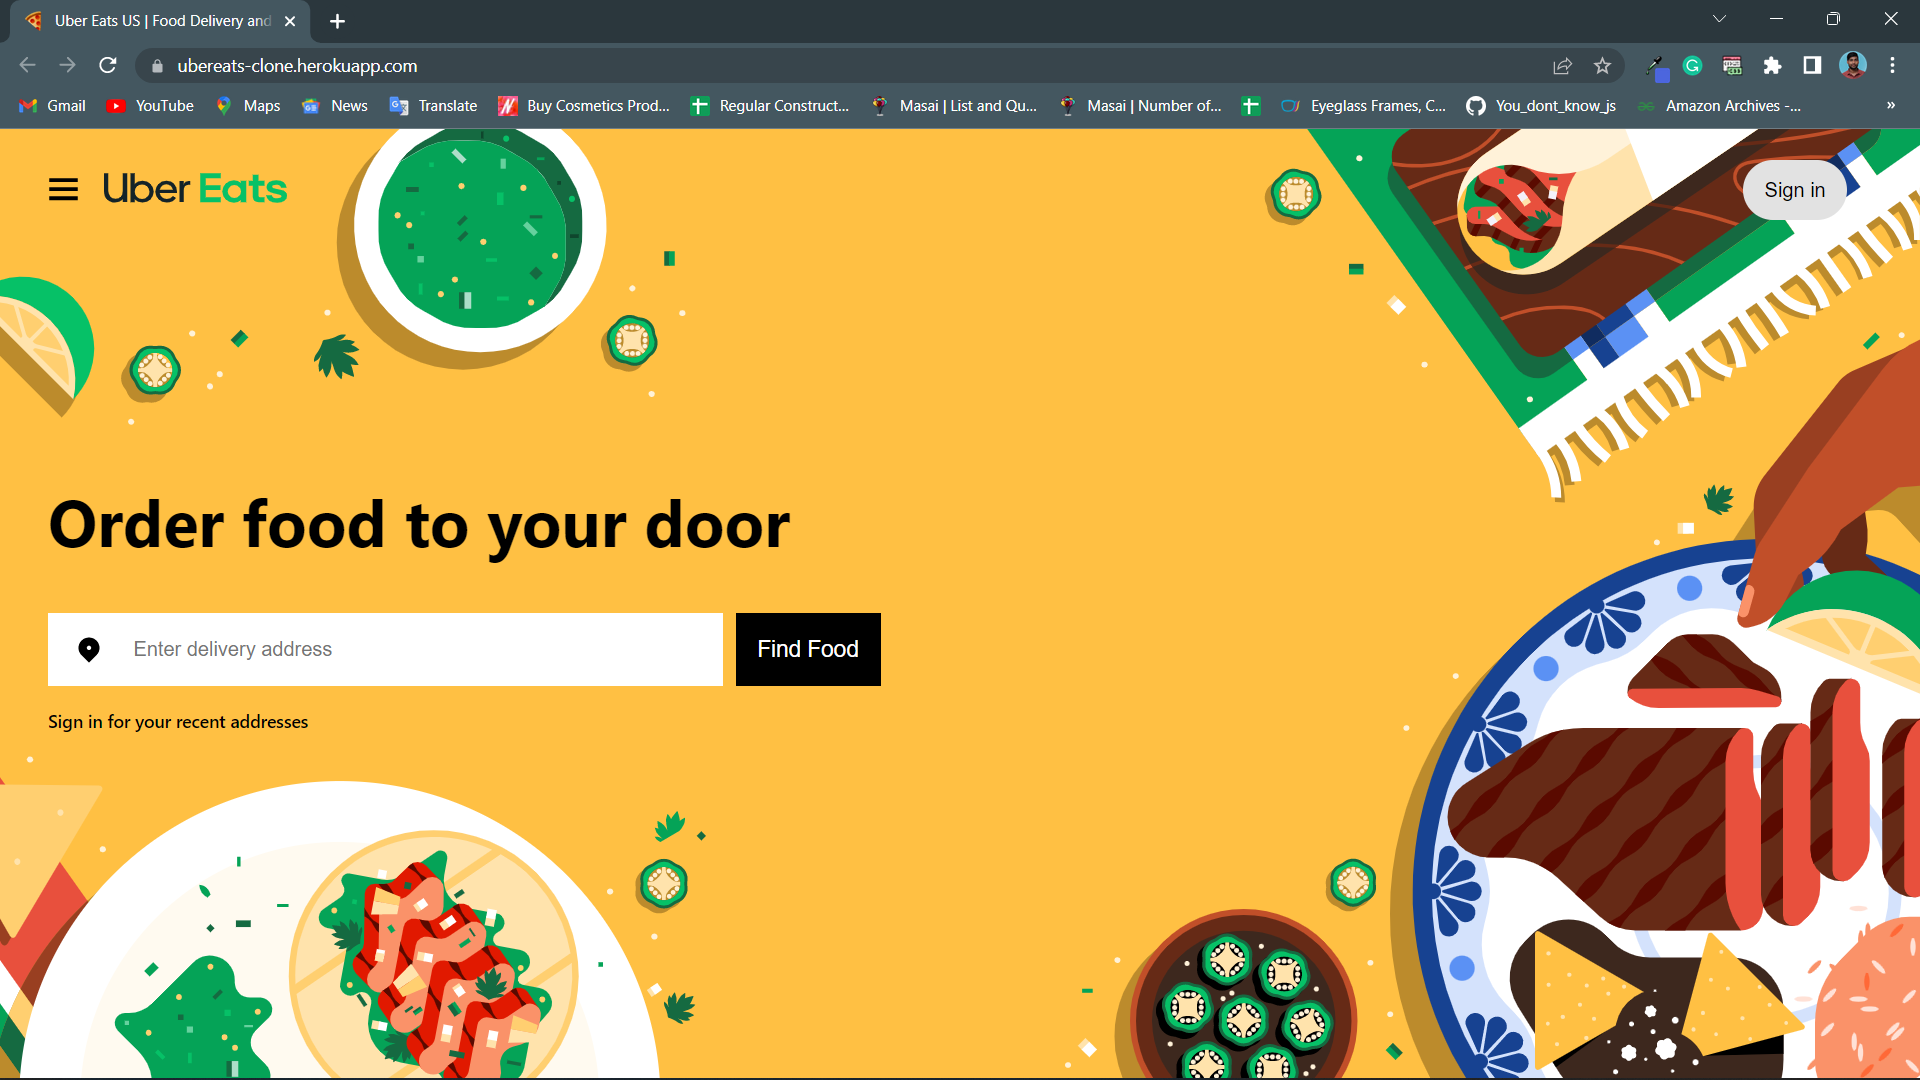 Uber Eats US | Food Delivery and
ubereats-clone.herokuapp.com
Gmail
YouTube
Maps
News
Translate
Buy Cosmetics Prod...
Regular Construct...
Masai | List and Qu...
Masai | Number of...
Eyeglass Frames, C...
You_dont_know_js
Amazon Archives -...
»
Uber Eats
Sign in
Order food to your door
Enter delivery address
Find Food
Sign in for your recent addresses